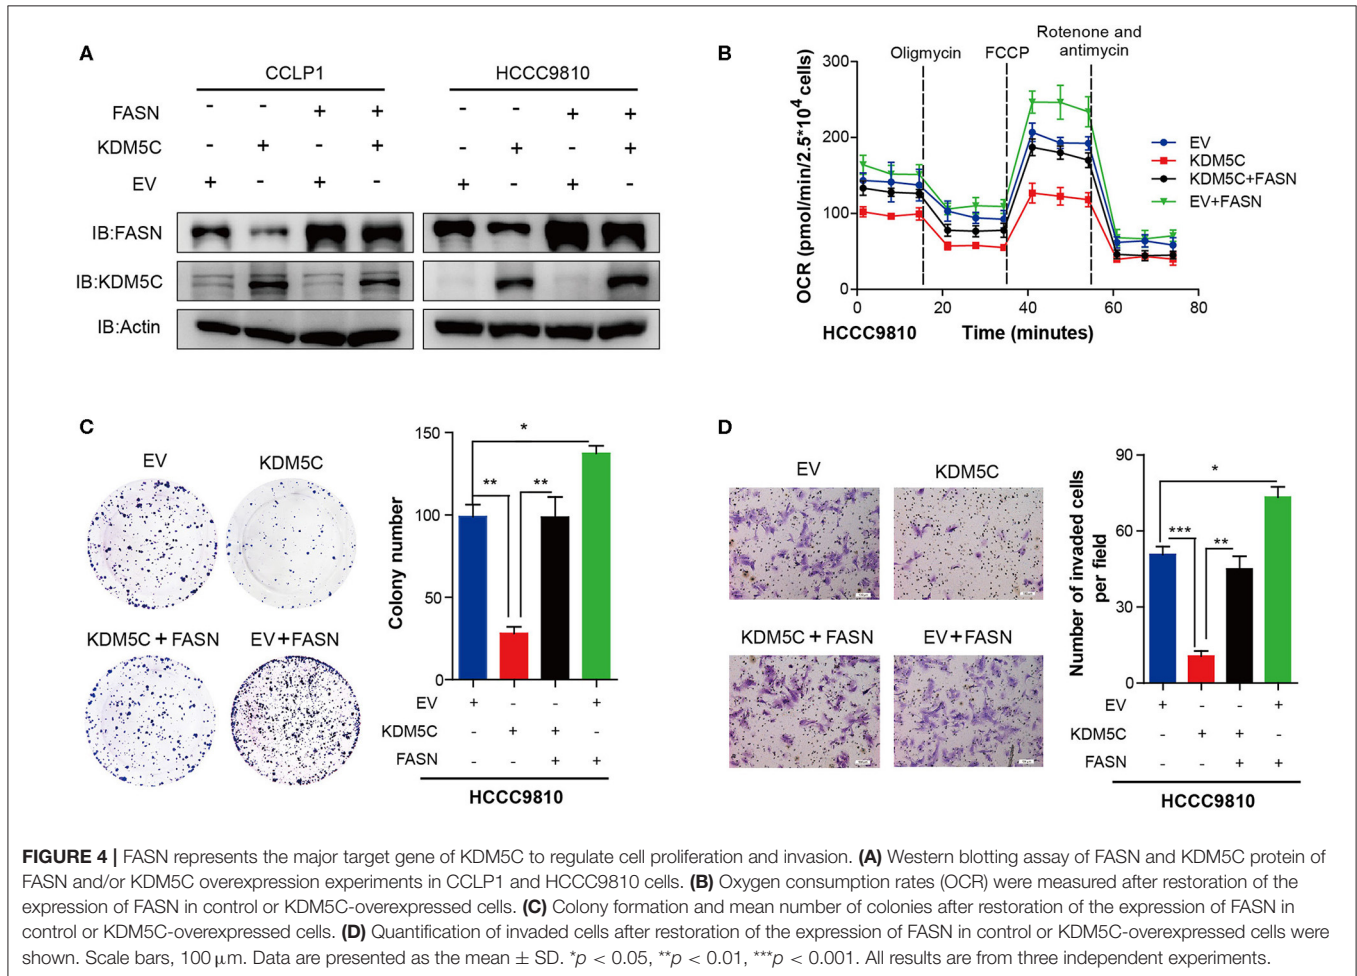 A
CCLP1
HCCC9810
FASN - - + + - - + +
KDM5C - + - + - + - +
EV + - + - + - + -
IB:FASN
IB:KDM5C
IB:Actin
B
Oligmycin
FCCP
Rotenone and
antimycin
OCR (pmol/min/2.5*10^4 cells)
300
200
100
0
0 20 40 60 80
HCCC9810
Time (minutes)
EV
KDM5C
KDM5C+FASN
EV+FASN
C
EV
KDM5C
KDM5C + FASN
EV+FASN
Colony number
150
100
50
0
*
** **
EV + - - +
KDM5C - + + -
FASN - - + +
HCCC9810
D
EV
KDM5C
KDM5C + FASN
EV+FASN
Number of invaded cells
per field
90
60
30
0
*
*** **
EV + - - +
KDM5C - + + -
FASN - - + +
HCCC9810
FIGURE 4 | FASN represents the major target gene of KDM5C to regulate cell proliferation and invasion. (A) Western blotting assay of FASN and KDM5C protein of
FASN and/or KDM5C overexpression experiments in CCLP1 and HCCC9810 cells. (B) Oxygen consumption rates (OCR) were measured after restoration of the
expression of FASN in control or KDM5C-overexpressed cells. (C) Colony formation and mean number of colonies after restoration of the expression of FASN in
control or KDM5C-overexpressed cells. (D) Quantification of invaded cells after restoration of the expression of FASN in control or KDM5C-overexpressed cells were
shown. Scale bars, 100 μm. Data are presented as the mean ± SD. *p < 0.05, **p < 0.01, ***p < 0.001. All results are from three independent experiments.